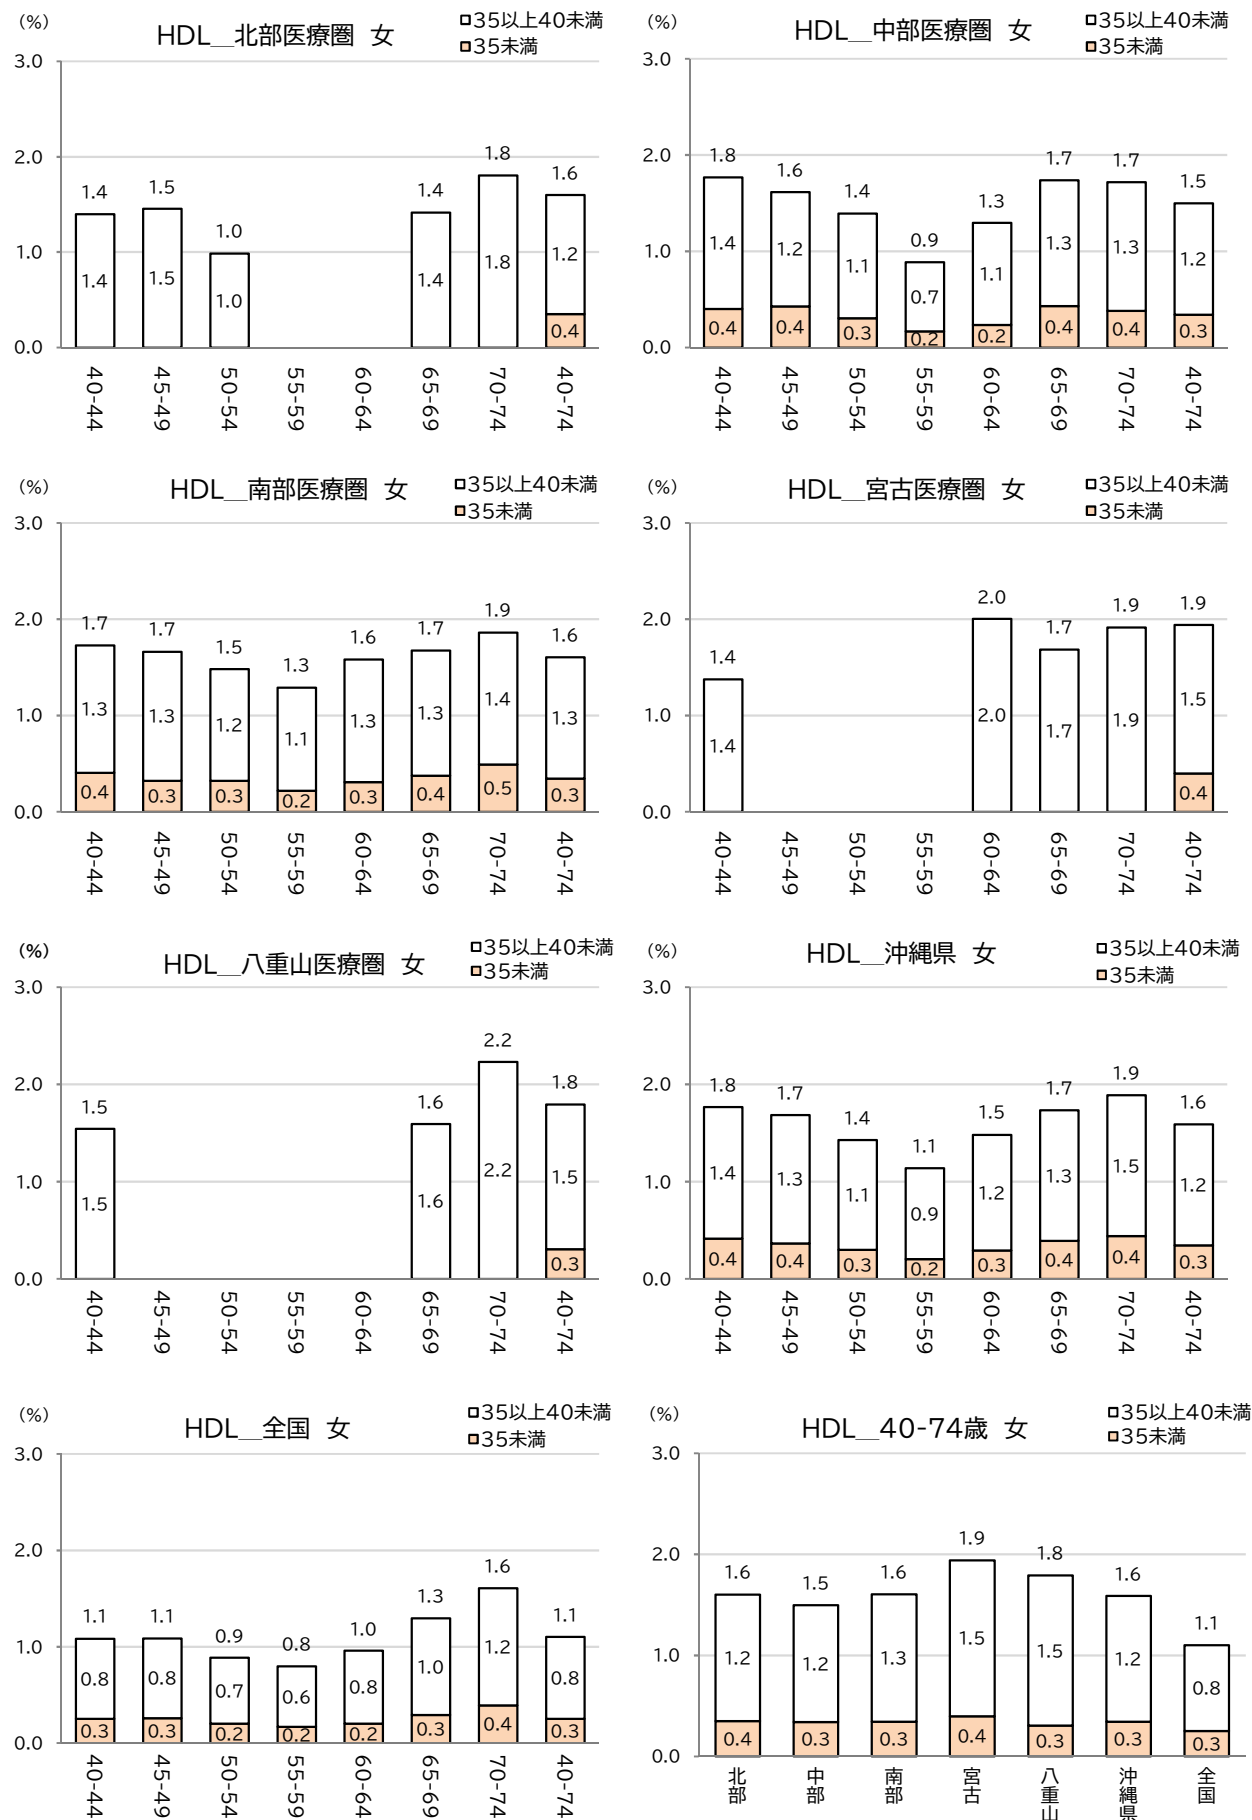 (%)
HDL__北部医療圏 女
35以上40未満
35未満
3.0
2.0
1.0
0.0
1.4 1.5 1.0 1.4 1.8 1.6
1.4 1.5 1.0 1.4 1.8 1.2
0.4
40-44 45-49 50-54 55-59 60-64 65-69 70-74 40-74
(%)
HDL__中部医療圏 女
35以上40未満
35未満
3.0
2.0
1.0
0.0
1.8 1.6 1.4 0.9 1.3 1.7 1.7 1.5
1.4 1.2 1.1 0.7 1.1 1.3 1.3 1.2
0.4 0.4 0.3 0.2 0.2 0.4 0.4 0.3
40-44 45-49 50-54 55-59 60-64 65-69 70-74 40-74
(%)
HDL__南部医療圏 女
35以上40未満
35未満
3.0
2.0
1.0
0.0
1.7 1.7 1.5 1.3 1.6 1.7 1.9 1.6
1.3 1.3 1.2 1.1 1.3 1.3 1.4 1.3
0.4 0.3 0.3 0.2 0.3 0.4 0.5 0.3
40-44 45-49 50-54 55-59 60-64 65-69 70-74 40-74
(%)
HDL__宮古医療圏 女
35以上40未満
35未満
3.0
2.0
1.0
0.0
1.4 2.0 1.7 1.9 1.9
1.4 2.0 1.7 1.9 1.5
0.4
40-44 45-49 50-54 55-59 60-64 65-69 70-74 40-74
(%)
HDL__八重山医療圏 女
35以上40未満
35未満
3.0
2.0
1.0
0.0
1.5 1.6 2.2 1.8
1.5 1.6 2.2 1.5
0.3
40-44 45-49 50-54 55-59 60-64 65-69 70-74 40-74
(%)
HDL__沖縄県 女
35以上40未満
35未満
3.0
2.0
1.0
0.0
1.8 1.7 1.4 1.1 1.5 1.7 1.9 1.6
1.4 1.3 1.1 0.9 1.2 1.3 1.5 1.2
0.4 0.4 0.3 0.2 0.3 0.4 0.4 0.3
40-44 45-49 50-54 55-59 60-64 65-69 70-74 40-74
(%)
HDL__全国 女
35以上40未満
35未満
3.0
2.0
1.0
0.0
1.1 1.1 0.9 0.8 1.0 1.3 1.6 1.1
0.8 0.8 0.7 0.6 0.8 1.0 1.2 0.8
0.3 0.3 0.2 0.2 0.2 0.3 0.4 0.3
40-44 45-49 50-54 55-59 60-64 65-69 70-74 40-74
(%)
HDL__40-74歳 女
35以上40未満
35未満
3.0
2.0
1.0
0.0
1.6 1.5 1.6 1.9 1.8 1.6 1.1
1.2 1.2 1.3 1.5 1.5 1.2 0.8
0.4 0.3 0.3 0.4 0.3 0.3 0.3
北部 中部 南部 宮古 八重山 沖縄県 全国